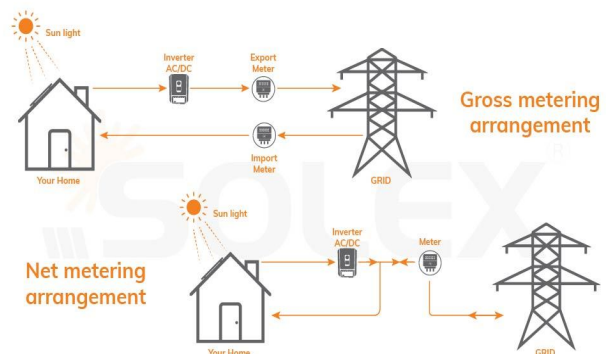 Sun light
Inverter
AC/DC
Export
Meter
Gross metering
arrangement
Import
Meter
Your Home
GRID
SOLEX
®
Sun light
Inverter
AC/DC
Meter
Net metering
arrangement
Your Home
GRID